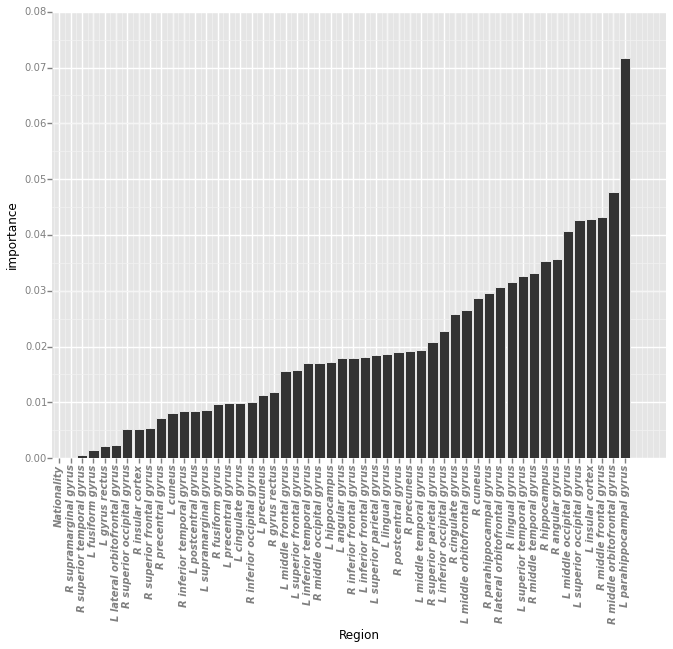 0.08
0.07
0.06
0.05
0.04
0.03
0.02
0.01
0.00
importance
Nationality
R supramarginal gyrus
R superior temporal gyrus
L fusiform gyrus
L gyrus rectus
L lateral orbitofrontal gyrus
R superior occipital gyrus
R insular cortex
R superior frontal gyrus
R precentral gyrus
L cuneus
R inferior temporal gyrus
L postcentral gyrus
L supramarginal gyrus
R fusiform gyrus
L precentral gyrus
L cingulate gyrus
R inferior occipital gyrus
L precuneus
R gyrus rectus
L middle frontal gyrus
L superior frontal gyrus
L inferior temporal gyrus
R middle occipital gyrus
L hippocampus
L angular gyrus
R inferior frontal gyrus
L inferior frontal gyrus
L superior parietal gyrus
L lingual gyrus
R postcentral gyrus
R precuneus
L middle temporal gyrus
R superior parietal gyrus
L inferior occipital gyrus
R cingulate gyrus
L middle orbitofrontal gyrus
R cuneus
R parahippocampal gyrus
R lateral orbitofrontal gyrus
R lingual gyrus
L superior temporal gyrus
R middle temporal gyrus
R hippocampus
R angular gyrus
L middle occipital gyrus
L superior occipital gyrus
L insular cortex
R middle frontal gyrus
R middle orbitofrontal gyrus
L parahippocampal gyrus
Region